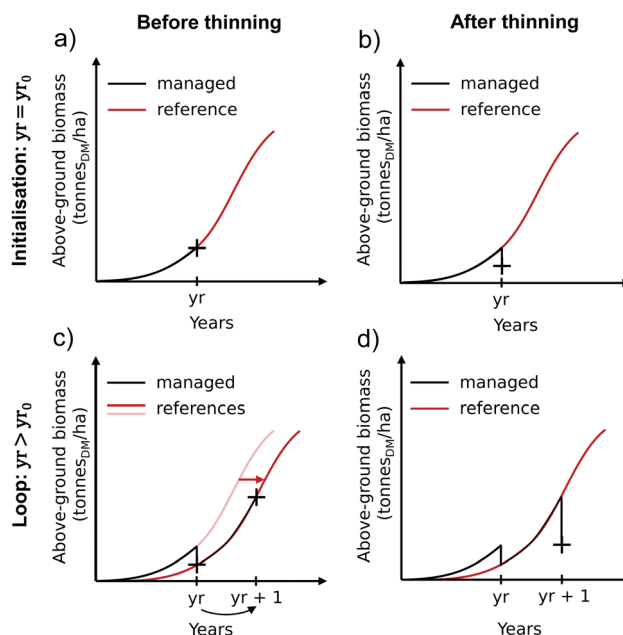 Before thinning
After thinning
Initialisation: yr = yr₀
Loop: yr > yr₀
a)
Above-ground biomass
(tonnes_DM/ha)
managed
reference
yr
Years
b)
Above-ground biomass
(tonnes_DM/ha)
managed
reference
yr
Years
c)
Above-ground biomass
(tonnes_DM/ha)
managed
references
yr
yr + 1
Years
d)
Above-ground biomass
(tonnes_DM/ha)
managed
reference
yr
yr + 1
Years